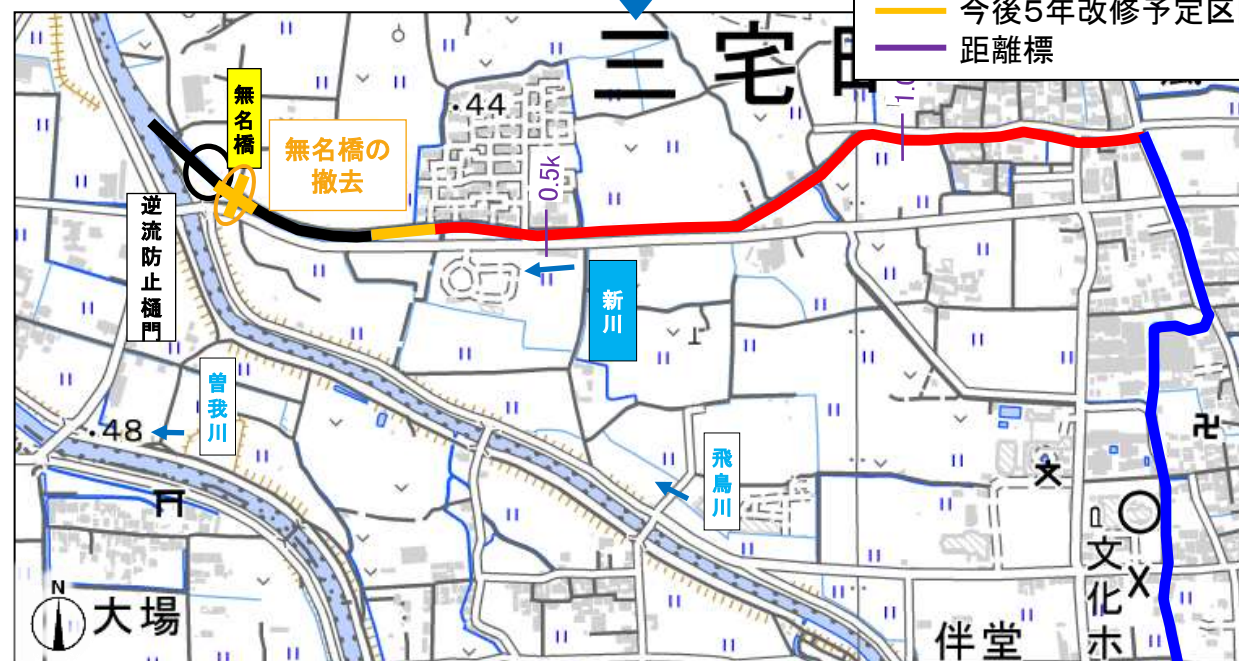 今後5年改修予定区
距離標
三宅町
無名橋
無名橋の
撤去
・44
0.5k
逆流防止樋門
新川
曽我川
・48
飛鳥川
文
卍
N
大場
伴堂
文化ホ